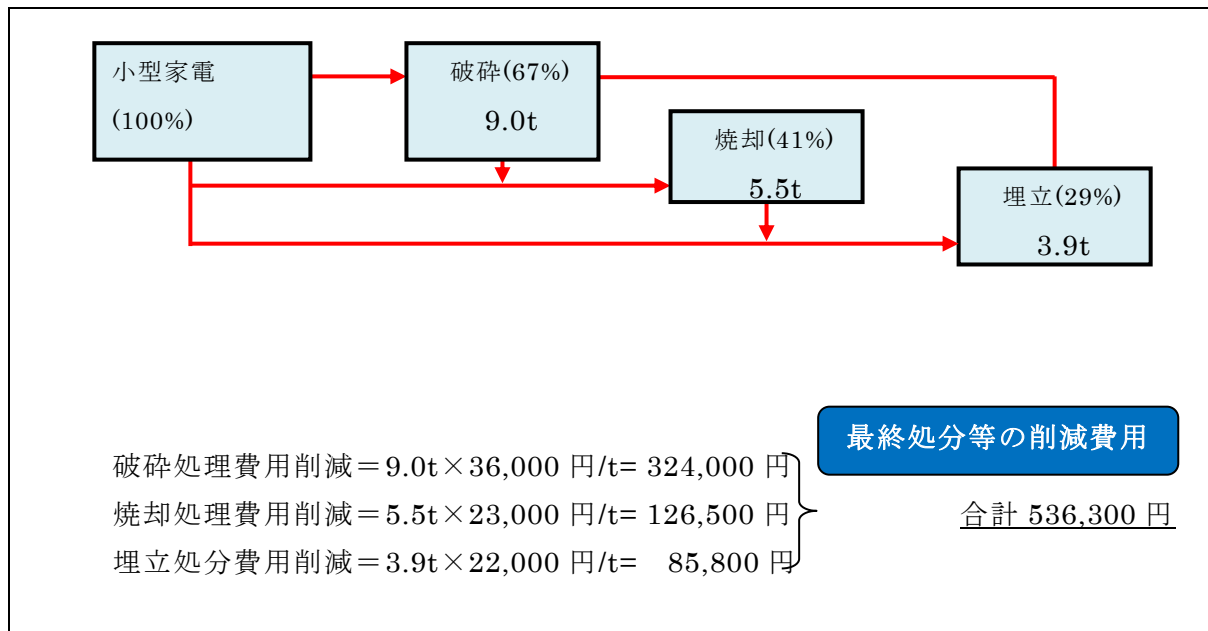 小型家電
(100%)
破砕(67%)
9.0t
焼却(41%)
5.5t
埋立(29%)
3.9t
最終処分等の削減費用
破砕処理費用削減＝9.0t×36,000 円/t= 324,000 円
焼却処理費用削減＝5.5t×23,000 円/t= 126,500 円
埋立処分費用削減＝3.9t×22,000 円/t= 85,800 円
合計 536,300 円